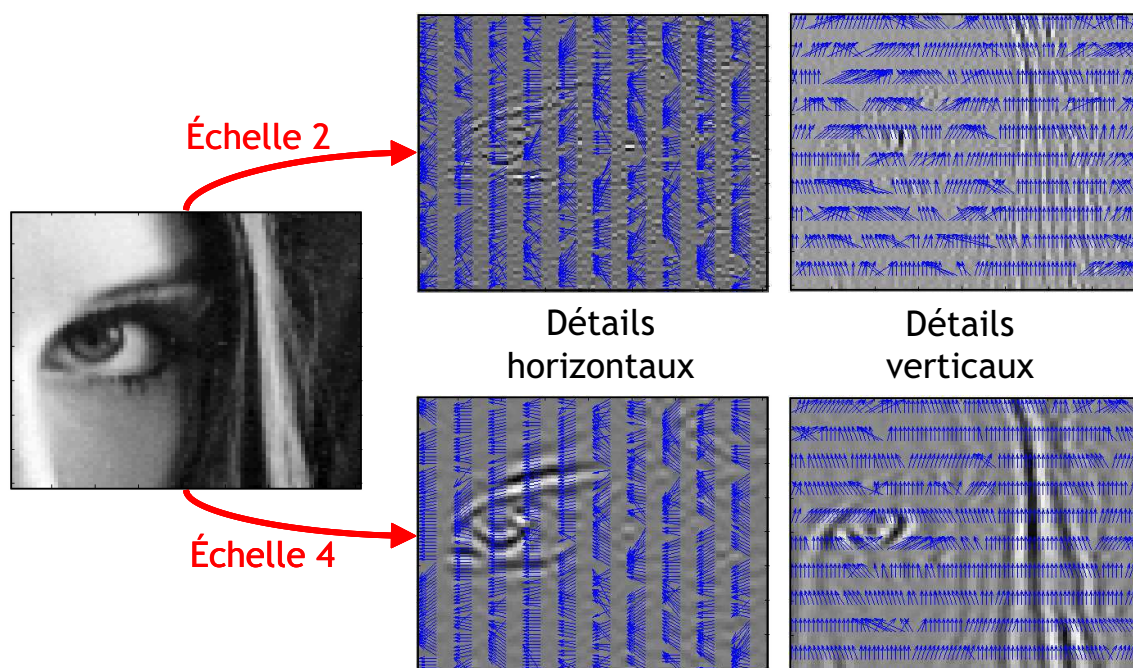 Échelle 2
Détails
horizontaux
Détails
verticaux
Échelle 4